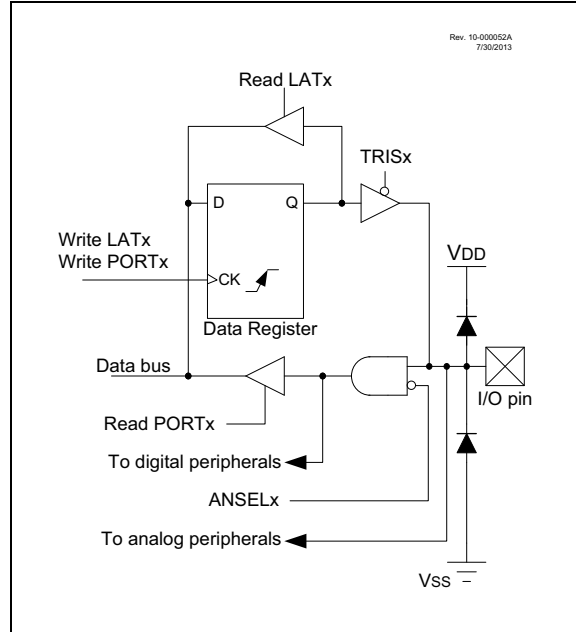 Rev. 10-000052A
7/30/2013
Read LATx
TRISx
D
Q
Write LATx
Write PORTx
CK
VDD
Data Register
Data bus
I/O pin
Read PORTx
To digital peripherals
ANSELx
To analog peripherals
Vss